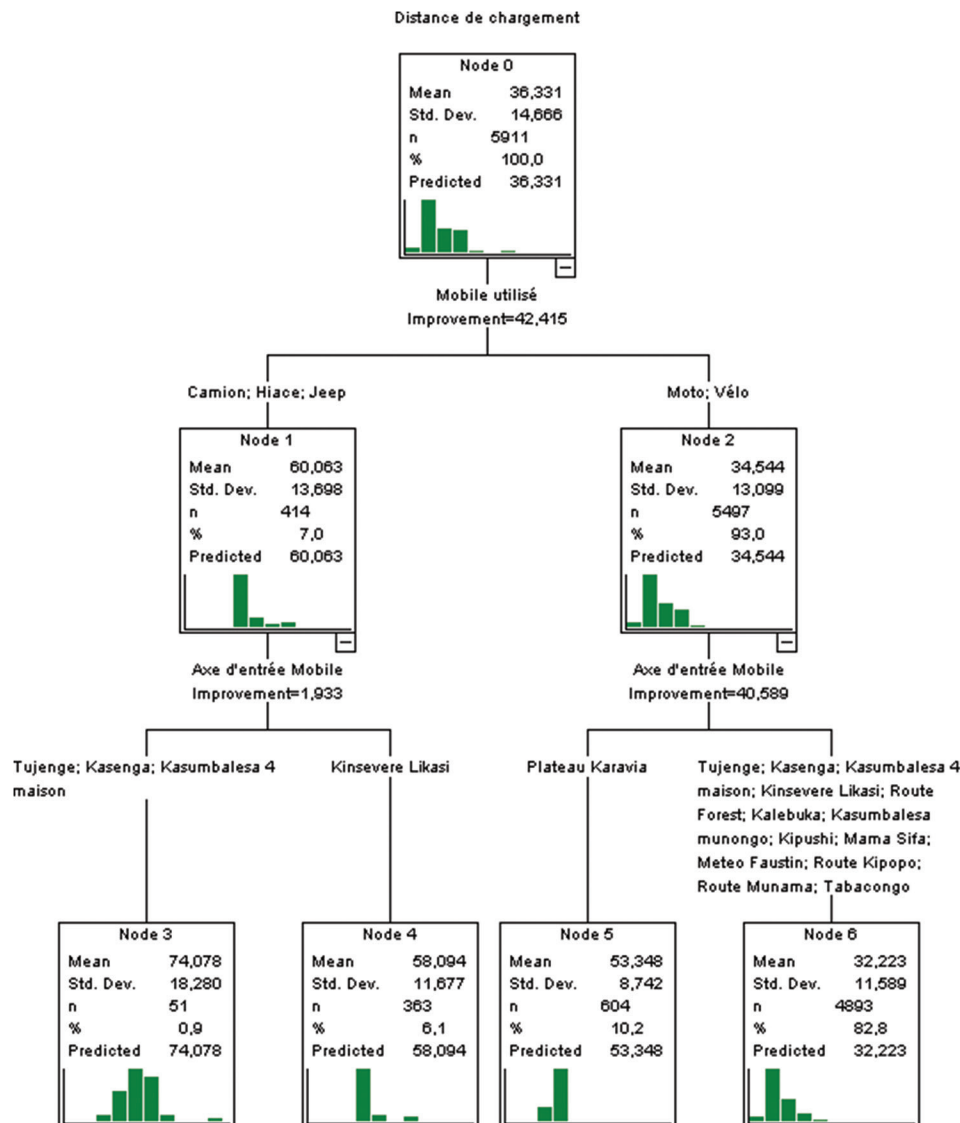 Distance de chargement
Node 0
Mean 36,331
Std. Dev. 14,666
n 5911
% 100,0
Predicted 36,331
Mobile utilisé
Improvement=42,415
Camion; Hiace; Jeep
Moto; Vélo
Node 1
Mean 60,063
Std. Dev. 13,698
n 414
% 7,0
Predicted 60,063
Node 2
Mean 34,544
Std. Dev. 13,099
n 5497
% 93,0
Predicted 34,544
Axe d'entrée Mobile
Improvement=1,933
Axe d'entrée Mobile
Improvement=40,589
Tujenge; Kasenga; Kasumbalesa 4
maison
Kinsevere Likasi
Plateau Karavia
Tujenge; Kasenga; Kasumbalesa 4
maison; Kinsevere Likasi; Route
Forest; Kalebuka; Kasumbalesa
munongo; Kipushi; Mama Sifa;
Meteo Faustin; Route Kipopo;
Route Munama; Tabacongo
Node 3
Mean 74,078
Std. Dev. 18,280
n 51
% 0,9
Predicted 74,078
Node 4
Mean 58,094
Std. Dev. 11,677
n 363
% 6,1
Predicted 58,094
Node 5
Mean 53,348
Std. Dev. 8,742
n 604
% 10,2
Predicted 53,348
Node 6
Mean 32,223
Std. Dev. 11,589
n 4893
% 82,8
Predicted 32,223